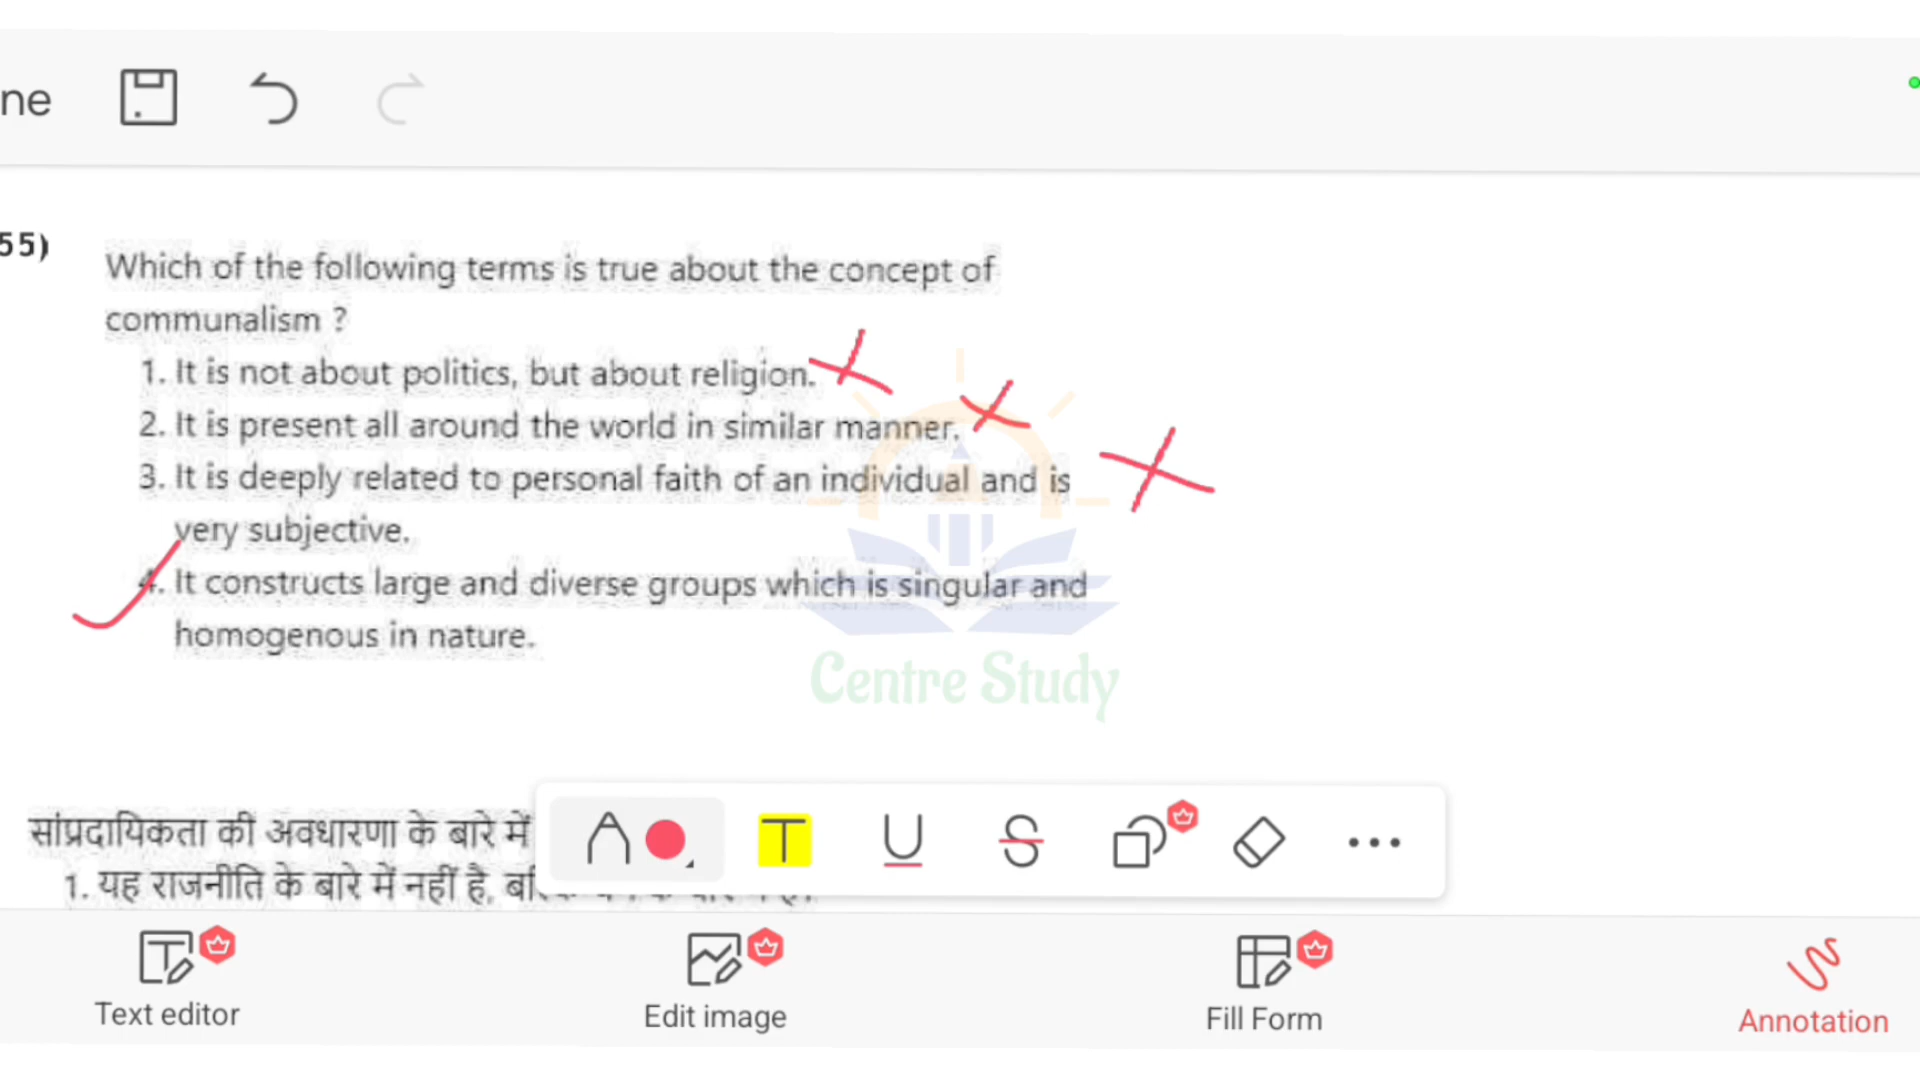 ne
55)
Which of the following terms is true about the concept of
communalism ?
1. It is not about politics, but about religion.
2. It is present all around the world in similar manner.
3. It is deeply related to personal faith of an individual and is
very subjective.
4. It constructs large and diverse groups which is singular and
homogenous in nature.
Centre Study
सांप्रदायिकता की अवधारणा के बारे में
1. यह राजनीति के बारे में नहीं है,
Text editor
Edit image
Fill Form
Annotation